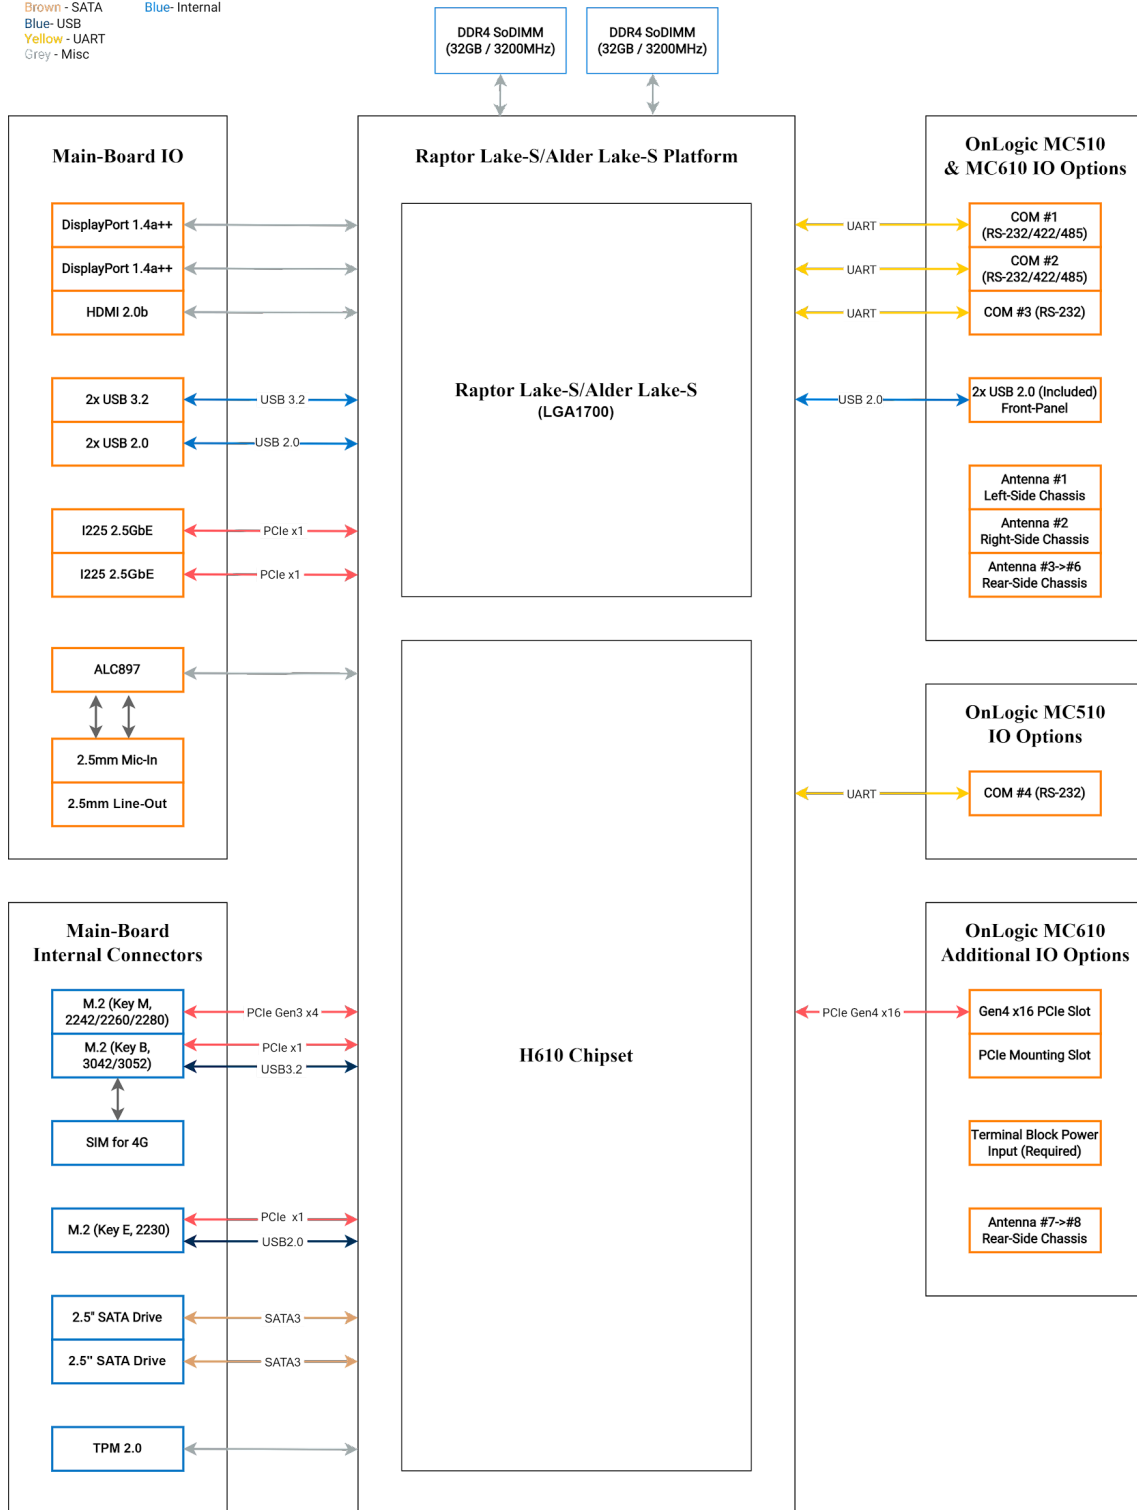 Brown - SATA
Blue- Internal
Blue- USB
Yellow - UART
Grey - Misc
DDR4 SoDIMM
(32GB / 3200MHz)
DDR4 SoDIMM
(32GB / 3200MHz)
Main-Board IO
DisplayPort 1.4a++
DisplayPort 1.4a++
HDMI 2.0b
2x USB 3.2
USB 3.2
2x USB 2.0
USB 2.0
I225 2.5GbE
PCIe x1
I225 2.5GbE
PCIe x1
ALC897
2.5mm Mic-In
2.5mm Line-Out
Main-Board
Internal Connectors
M.2 (Key M,
2242/2260/2280)
PCIe Gen3 x4
M.2 (Key B,
3042/3052)
PCIe x1
USB3.2
SIM for 4G
M.2 (Key E, 2230)
PCIe x1
USB2.0
2.5" SATA Drive
SATA3
2.5" SATA Drive
SATA3
TPM 2.0
Raptor Lake-S/Alder Lake-S Platform
Raptor Lake-S/Alder Lake-S
(LGA1700)
H610 Chipset
OnLogic MC510
& MC610 IO Options
UART
COM #1
(RS-232/422/485)
UART
COM #2
(RS-232/422/485)
UART
COM #3 (RS-232)
USB 2.0
2x USB 2.0 (Included)
Front-Panel
Antenna #1
Left-Side Chassis
Antenna #2
Right-Side Chassis
Antenna #3->#6
Rear-Side Chassis
OnLogic MC510
IO Options
UART
COM #4 (RS-232)
OnLogic MC610
Additional IO Options
PCIe Gen4 x16
Gen4 x16 PCIe Slot
PCIe Mounting Slot
Terminal Block Power
Input (Required)
Antenna #7->#8
Rear-Side Chassis